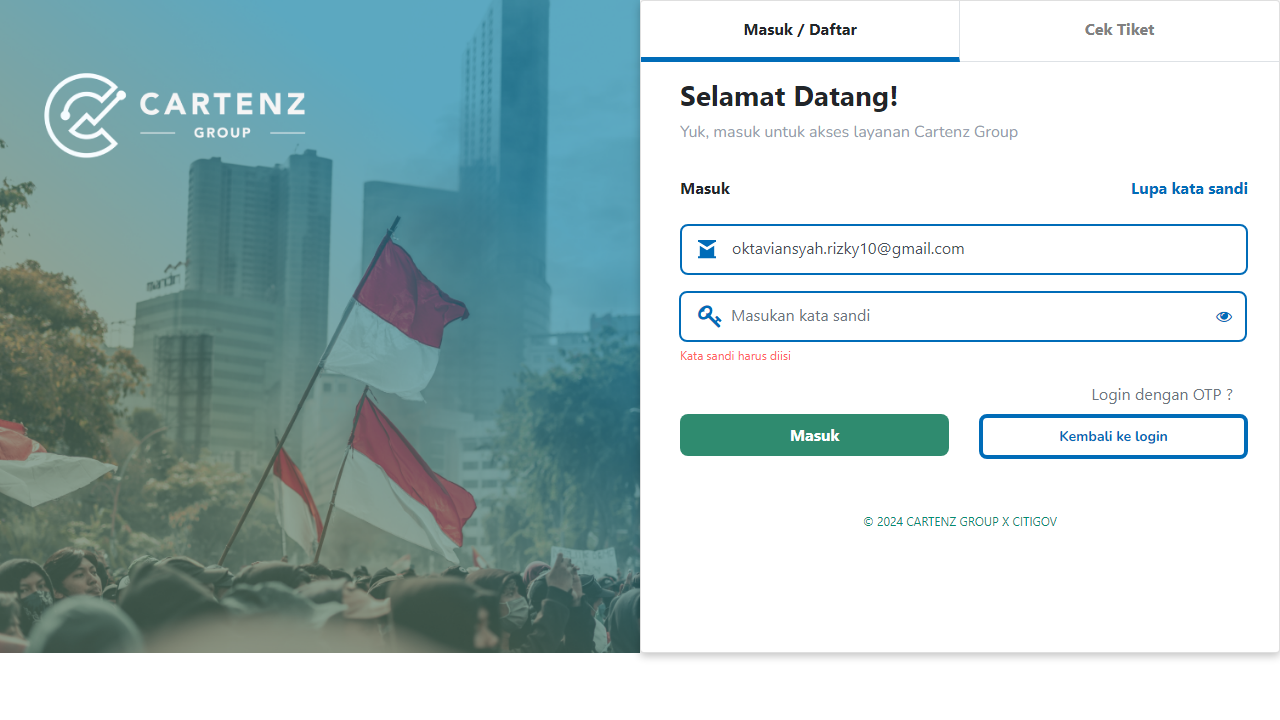 CARTENZ
GROUP
mandiri
Masuk / Daftar
Cek Tiket
Selamat Datang!
Yuk, masuk untuk akses layanan Cartenz Group
Masuk
Lupa kata sandi
oktaviansyah.rizky10@gmail.com
Masukan kata sandi
Kata sandi harus diisi
Login dengan OTP ?
Masuk
Kembali ke login
© 2024 CARTENZ GROUP X CITIGOV